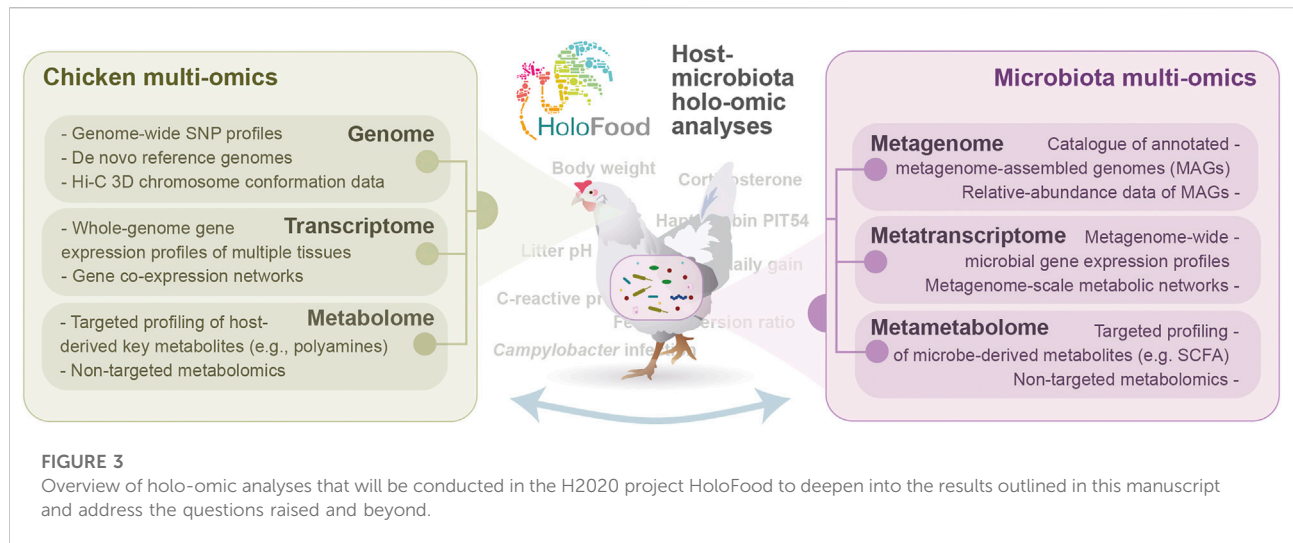 Chicken multi-omics
- Genome-wide SNP profiles
Genome
- De novo reference genomes
- Hi-C 3D chromosome conformation data
- Whole-genome gene
Transcriptome
expression profiles of multiple tissues
- Gene co-expression networks
Metabolome
- Targeted profiling of host-
derived key metabolites (e.g., polyamines)
- Non-targeted metabolomics
HoloFood
Host-
microbiota
holo-omic
analyses
Body weight
Litter pH
C-reactive
Campylobacter
PIT54
daily gain
ratio
Microbiota multi-omics
Metagenome
Catalogue of annotated -
metagenome-assembled genomes (MAGs)
Relative-abundance data of MAGs -
Metatranscriptome
Metagenome-wide -
microbial gene expression profiles
Metagenome-scale metabolic networks -
Metametabolome
Targeted profiling -
of microbe-derived metabolites (e.g. SCFA)
Non-targeted metabolomics -
FIGURE 3
Overview of holo-omic analyses that will be conducted in the H2020 project HoloFood to deepen into the results outlined in this manuscript
and address the questions raised and beyond.